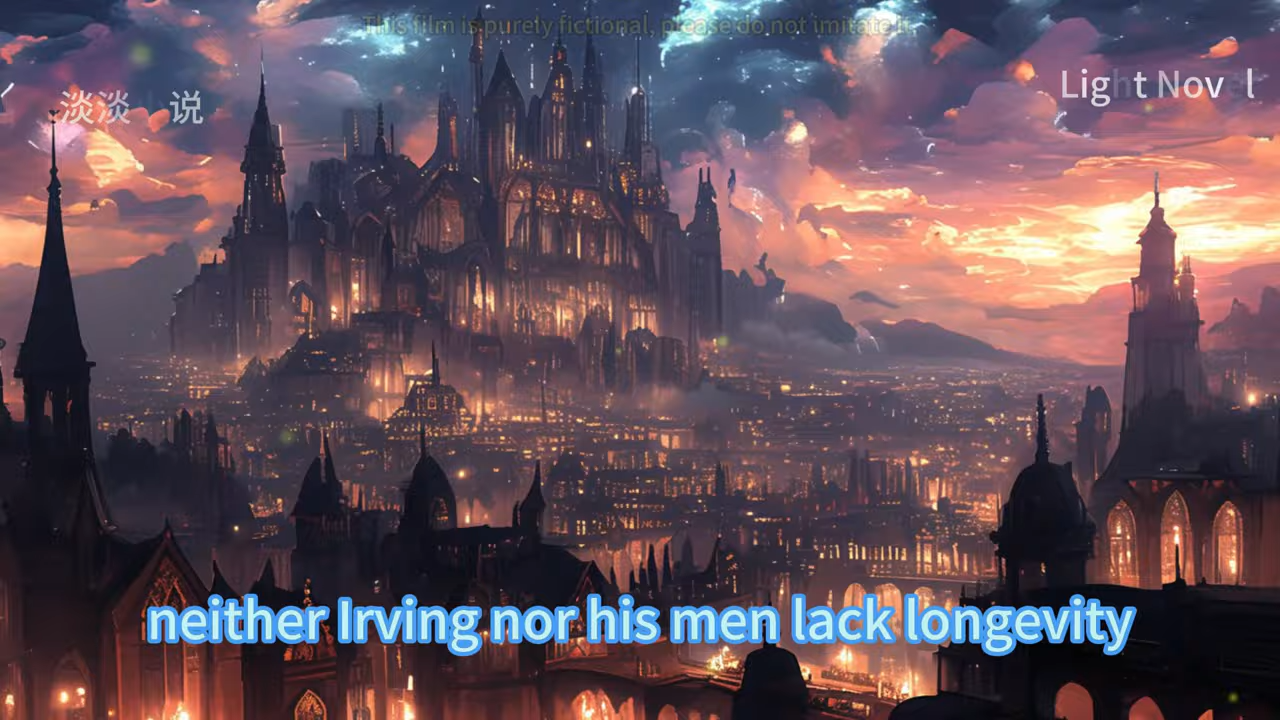 This film is purely fictional, please do not imitate it.
Light Nov l
淡淡 说
neither Irving nor his men lack longevity